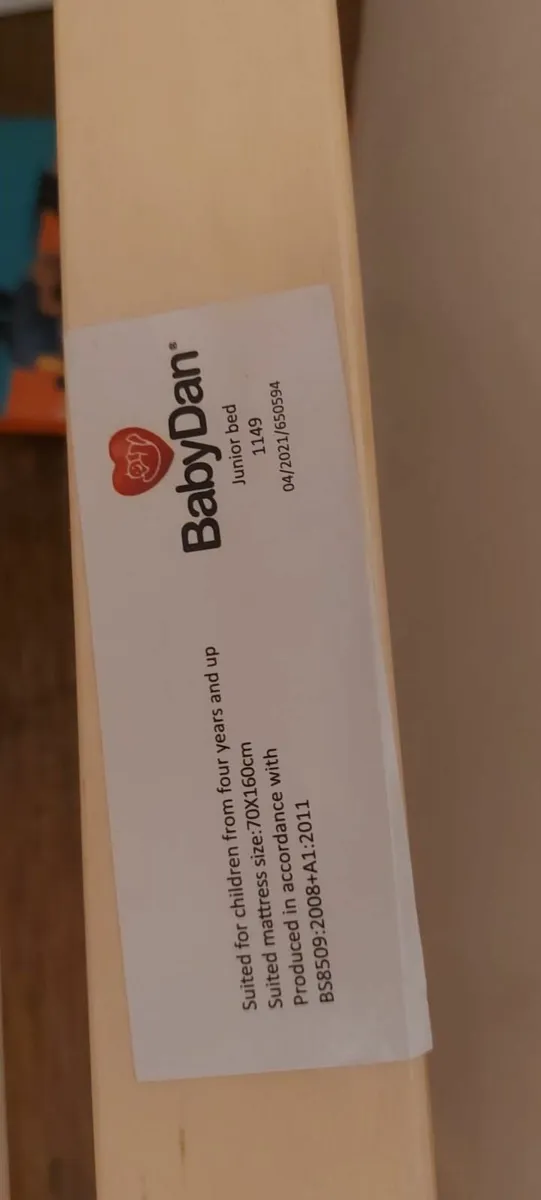 BabyDan®
Junior bed
1149
04/2021/650594
Suited for children from four years and up
Suited mattress size:70X160cm
Produced in accordance with
BS8509:2008+A1:2011